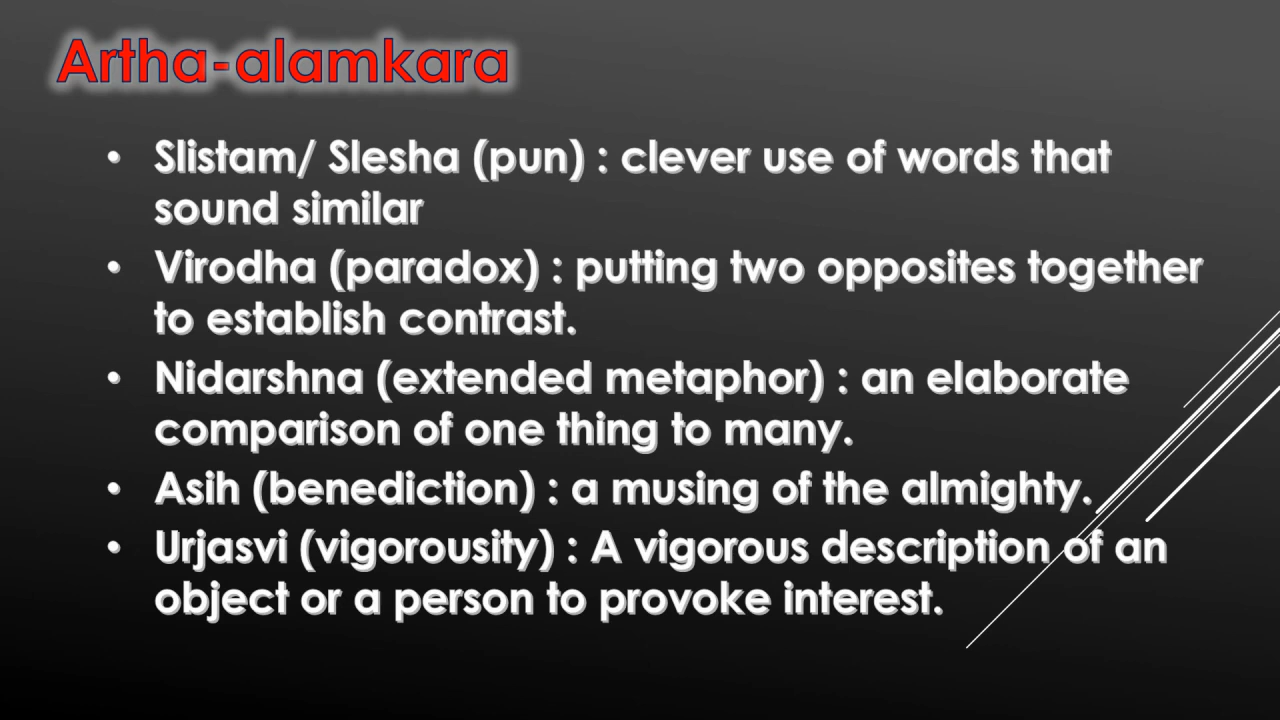 Artha-alamkara
• Slistam/ Slesha (pun) : clever use of words that
sound similar
• Virodha (paradox) : putting two opposites together
to establish contrast.
• Nidarshna (extended metaphor) : an elaborate
comparison of one thing to many.
• Asih (benediction) : a musing of the almighty.
• Urjasvi (vigorousity) : A vigorous description of an
object or a person to provoke interest.